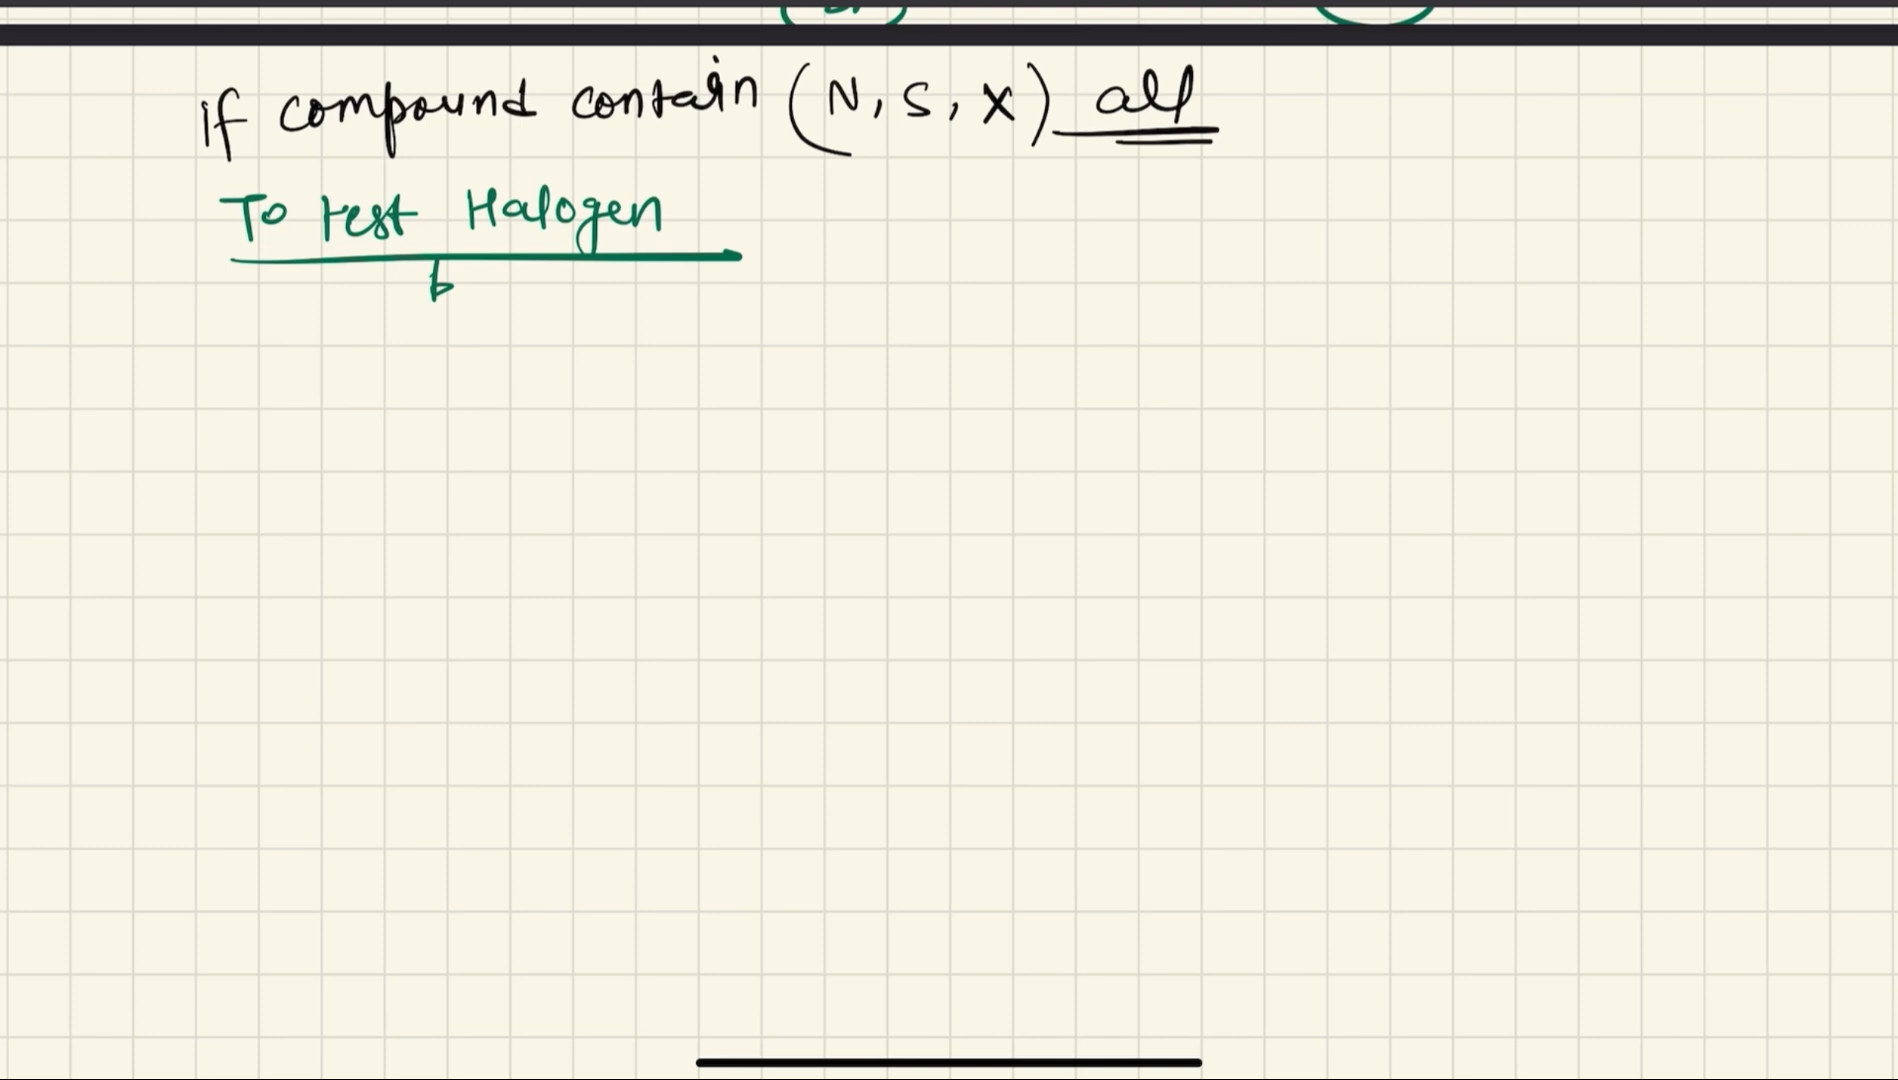 if compound contain (N, S, X) all
To test Halogen